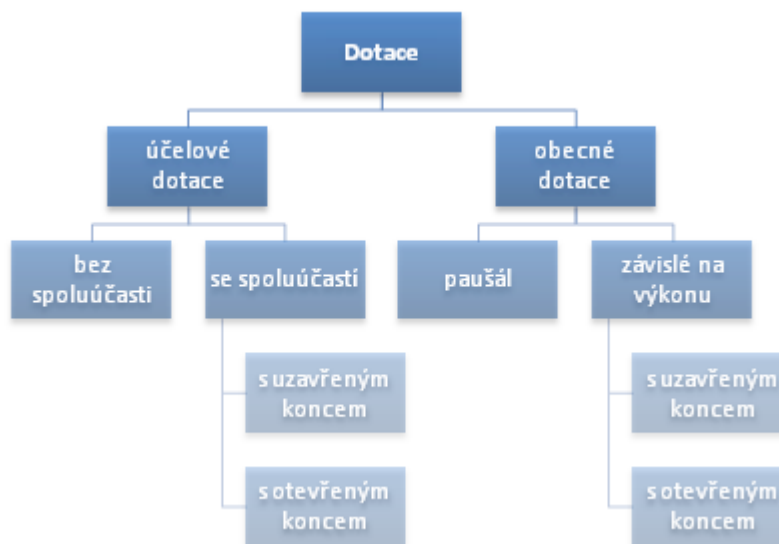 Dotace
účelové
dotace
obecné
dotace
bez
spoluúčasti
se spoluúčastí
paušál
závislé na
výkonu
s uzavřeným
koncem
s uzavřeným
koncem
s otevřeným
koncem
s otevřeným
koncem